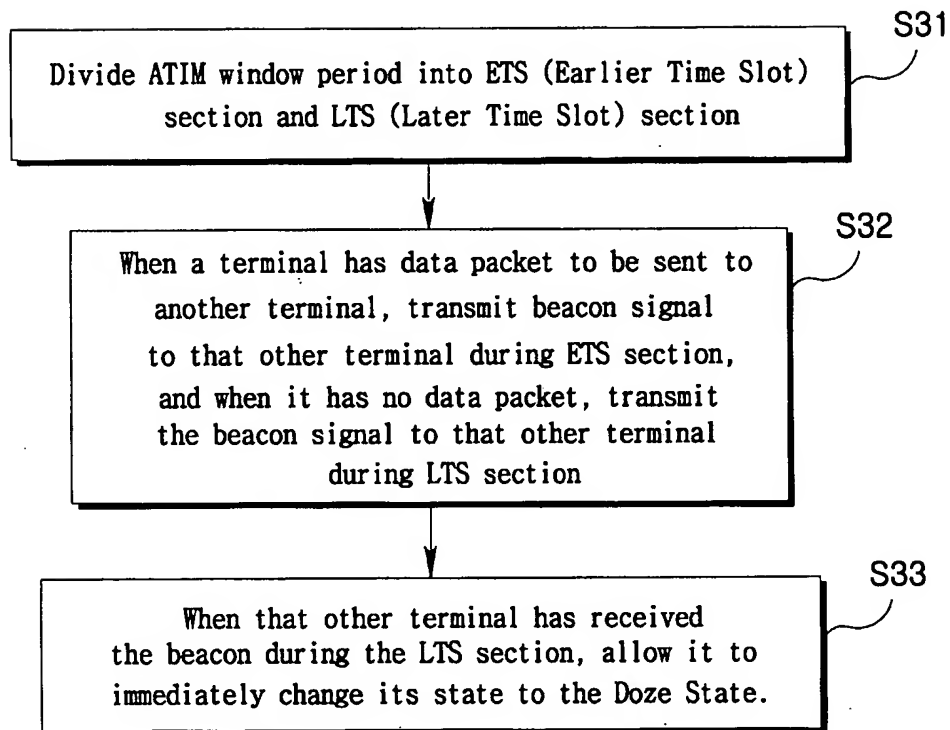 S31
Divide ATIM window period into ETS (Earlier Time Slot)
section and LTS (Later Time Slot) section
S32
When a terminal has data packet to be sent to
another terminal, transmit beacon signal
to that other terminal during ETS section,
and when it has no data packet, transmit
the beacon signal to that other terminal
during LTS section
S33
When that other terminal has received
the beacon during the LTS section, allow it to
immediately change its state to the Doze State.